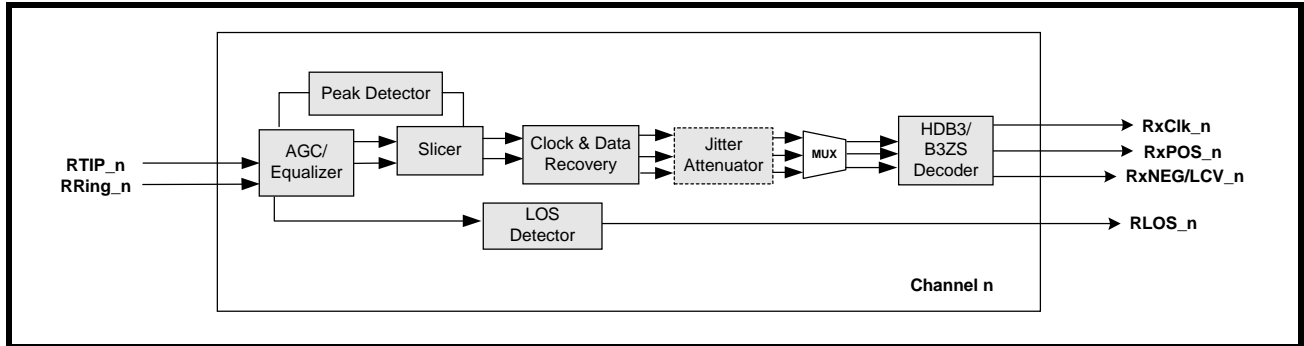 Peak Detector
AGC/
Equalizer
Slicer
Clock & Data
Recovery
Jitter
Attenuator
MUX
HDB3/
B3ZS
Decoder
RTIP_n
RRing_n
RxClk_n
RxPOS_n
RxNEG/LCV_n
LOS
Detector
RLOS_n
Channel n